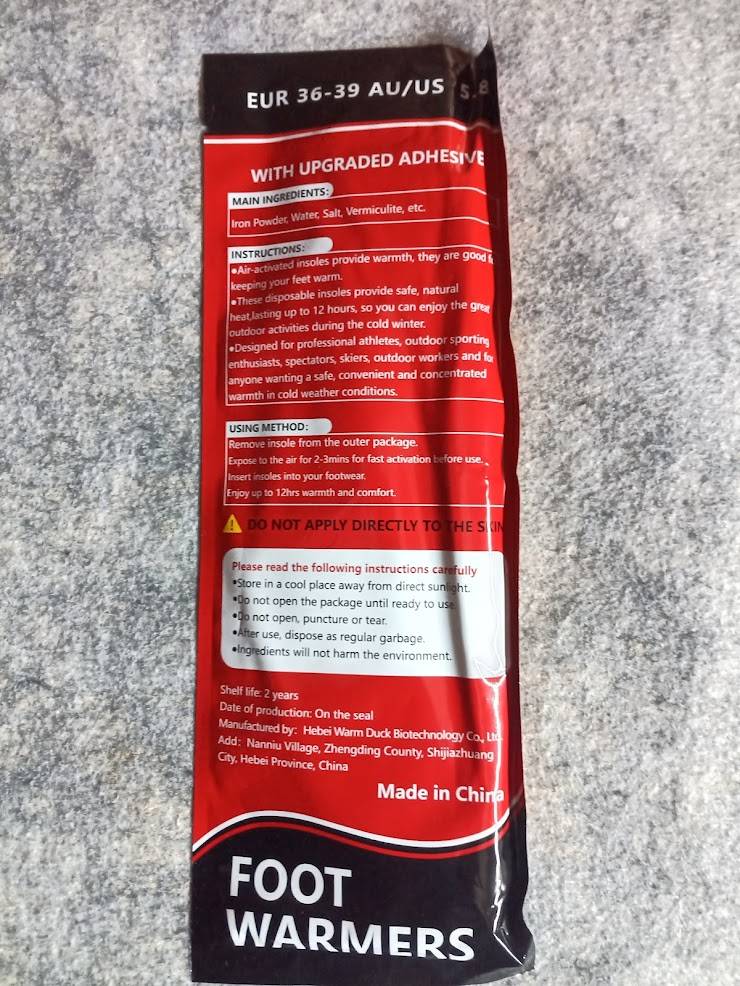 EUR 36-39 AU/US 5.8
WITH UPGRADED ADHESIVE
MAIN INGREDIENTS:
Iron Powder, Water, Salt, Vermiculite, etc.
INSTRUCTIONS:
•Air-activated insoles provide warmth, they are good
keeping your feet warm.
•These disposable insoles provide safe, natural
heat,lasting up to 12 hours, so you can enjoy the great
outdoor activities during the cold winter.
•Designed for professional athletes, outdoor sporting
enthusiasts, spectators, skiers, outdoor workers and for
anyone wanting a safe, convenient and concentrated
warmth in cold weather conditions.
USING METHOD:
Remove insole from the outer package.
Expose to the air for 2-3mins for fast activation before use.
Insert insoles into your footwear.
Enjoy up to 12hrs warmth and comfort.
DO NOT APPLY DIRECTLY TO THE SKIN
Please read the following instructions carefully
•Store in a cool place away from direct sunlight.
•Do not open the package until ready to use
•Do not open, puncture or tear.
•After use, dispose as regular garbage.
•Ingredients will not harm the environment.
Shelf life: 2 years
Date of production: On the seal
Manufactured by: Hebei Warm Duck Biotechnology Co., Ltd
Add: Nanniu Village, Zhengding County, Shijiazhuang
City, Hebei Province, China
Made in China
FOOT
WARMERS